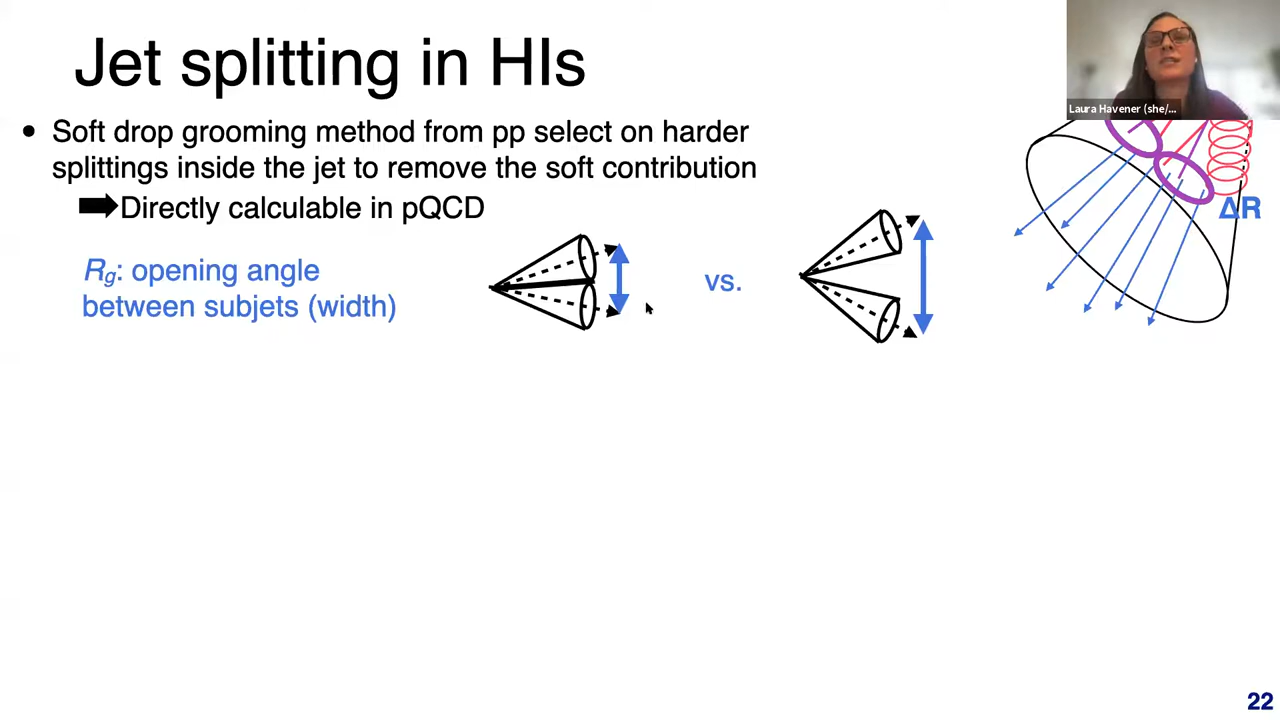 Jet splitting in HIs
Laura Havener (she/...
• Soft drop grooming method from pp select on harder
splittings inside the jet to remove the soft contribution
Directly calculable in pQCD
ΔR
Rg: opening angle
between subjets (width)
vs.
22